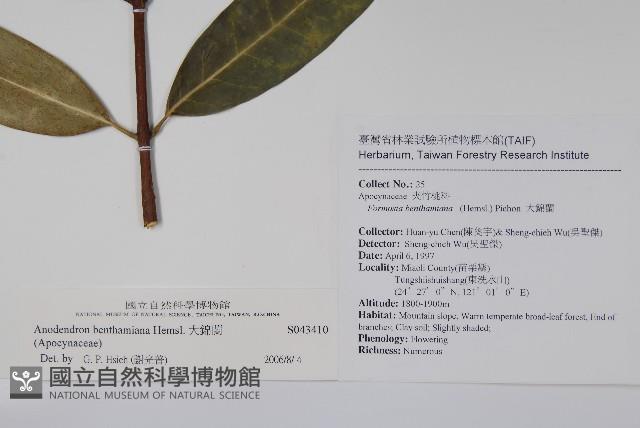 臺灣省林業試驗所植物標本館(TAIF)
Herbarium, Taiwan Forestry Research Institute
Collect No.: 25
Apocynaceae 夾竹桃科
Formosia benthamiana (Hemsl.) Pichon 大錦蘭
Collector: Huan-yu Chen(陳奐宇)& Sheng-chieh Wu(吳聖傑)
Detector: Sheng-chieh Wu(吳聖傑)
Date: April 6, 1997
Locality: Miaoli County(苗栗縣)
Tungshiishuishang(東洗水山)
(24° 27' 0" N, 121° 01' 0" E)
Altitude: 1800-1900m
Habitat: Mountain slope, Warm temperate broad-leaf forest, End of
branches; Clay soil; Slightly shaded;
Phenology: Flowering
Richness: Numerous
國立自然科學博物館
NATIONAL MUSEUM OF NATURAL SCIENCE, TAICHUNG, TAIWAN, R.O.CHINA
Anodendron benthamiana Hemsl. 大錦蘭 S043410
(Apocynaceae)
Det. by G. P. Hsieh (謝光普) 2006/8/4
國立自然科學博物館
NATIONAL MUSEUM OF NATURAL SCIENCE